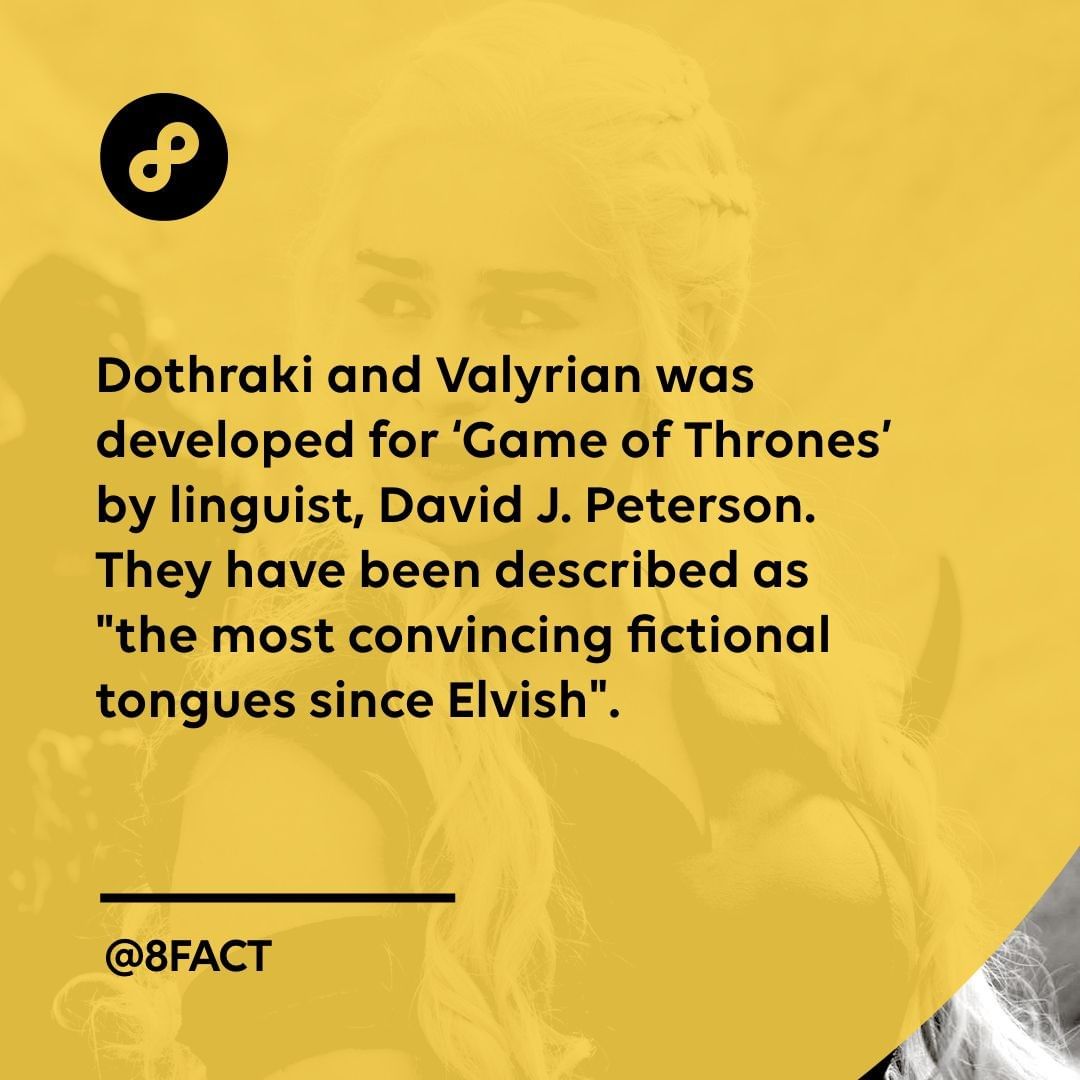 Dothraki and Valyrian was
developed for ‘Game of Thrones’
by linguist, David J. Peterson.
They have been described as
"the most convincing fictional
tongues since Elvish".
@8FACT